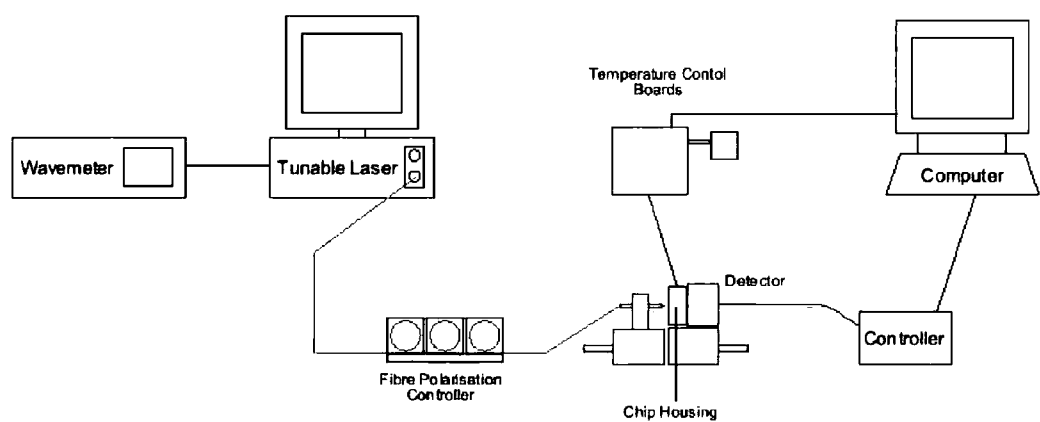 Temperature Contol
Boards
Wavemeter
Tunable Laser
Computer
Detector
Controller
Fibre Polarisation
Controller
Chip Housing